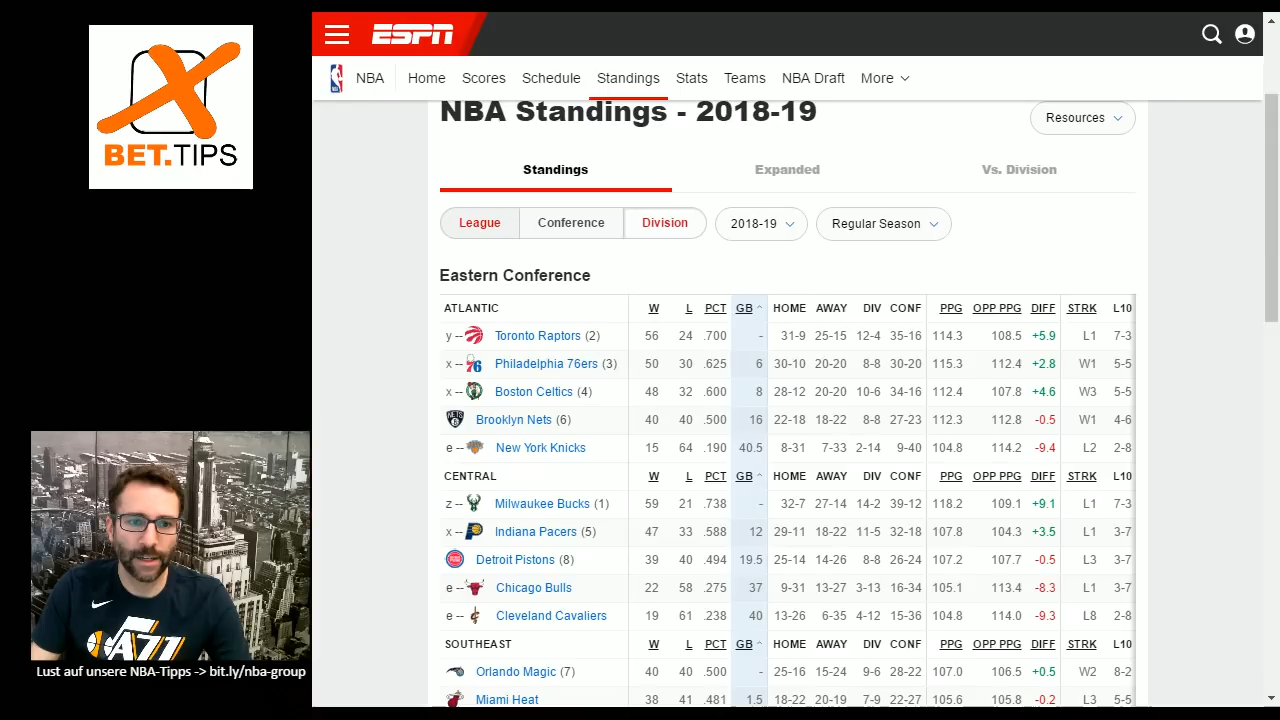 ESPN
NBA Home Scores Schedule Standings Stats Teams NBA Draft More
NBA Standings - 2018-19
Resources
Standings Expanded Vs. Division
League Conference Division 2018-19 Regular Season
Eastern Conference
ATLANTIC W L PCT GB HOME AWAY DIV CONF PPG OPP PPG DIFF STRK L10
y -- Toronto Raptors (2) 56 24 .700 - 31-9 25-15 12-4 35-16 114.3 108.5 +5.9 L1 7-3
x -- 76 Philadelphia 76ers (3) 50 30 .625 6 30-10 20-20 8-8 30-20 115.3 112.4 +2.8 W1 5-5
x -- Boston Celtics (4) 48 32 .600 8 28-12 20-20 10-6 34-16 112.4 107.8 +4.6 W3 5-5
NETS Brooklyn Nets (6) 40 40 .500 16 22-18 18-22 8-8 27-23 112.3 112.8 -0.5 W1 4-6
e -- New York Knicks 15 64 .190 40.5 8-31 7-33 2-14 9-40 104.8 114.2 -9.4 L2 2-8
CENTRAL W L PCT GB HOME AWAY DIV CONF PPG OPP PPG DIFF STRK L10
z -- Milwaukee Bucks (1) 59 21 .738 - 32-7 27-14 14-2 39-12 118.2 109.1 +9.1 L1 7-3
x -- Indiana Pacers (5) 47 33 .588 12 29-11 18-22 11-5 32-18 107.8 104.3 +3.5 L1 3-7
Detroit Pistons (8) 39 40 .494 19.5 25-14 14-26 8-8 26-24 107.2 107.7 -0.5 L3 3-7
e -- Chicago Bulls 22 58 .275 37 9-31 13-27 3-13 16-34 105.1 113.4 -8.3 L1 3-7
e -- Cleveland Cavaliers 19 61 .238 40 13-26 6-35 4-12 15-36 104.8 114.0 -9.3 L8 2-8
SOUTHEAST W L PCT GB HOME AWAY DIV CONF PPG OPP PPG DIFF STRK L10
Orlando Magic (7) 40 40 .500 - 25-16 15-24 9-6 28-22 107.0 106.5 +0.5 W2 8-2
Miami Heat 38 41 .481 1.5 18-22 20-19 7-9 22-27 105.6 105.8 -0.2 L3 5-5
BET.TIPS
Lust auf unsere NBA-Tipps -> bit.ly/nba-group